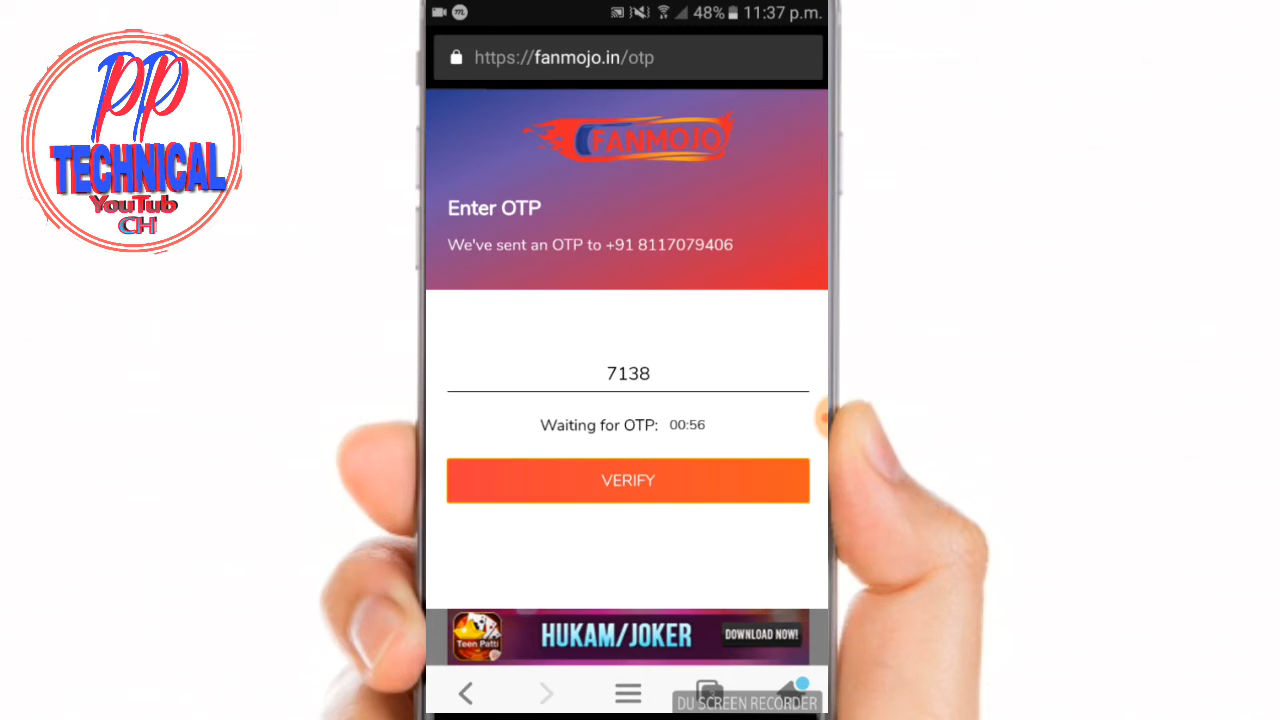 PP
TECHNICAL
YouTub
CH
48% 11:37 p.m.
https://fanmojo.in/otp
FANMOJO
Enter OTP
We've sent an OTP to +91 8117079406
7138
Waiting for OTP: 00:56
VERIFY
Teen Patti
HUKAM/JOKER
DOWNLOAD NOW!
DU SCREEN RECORDER